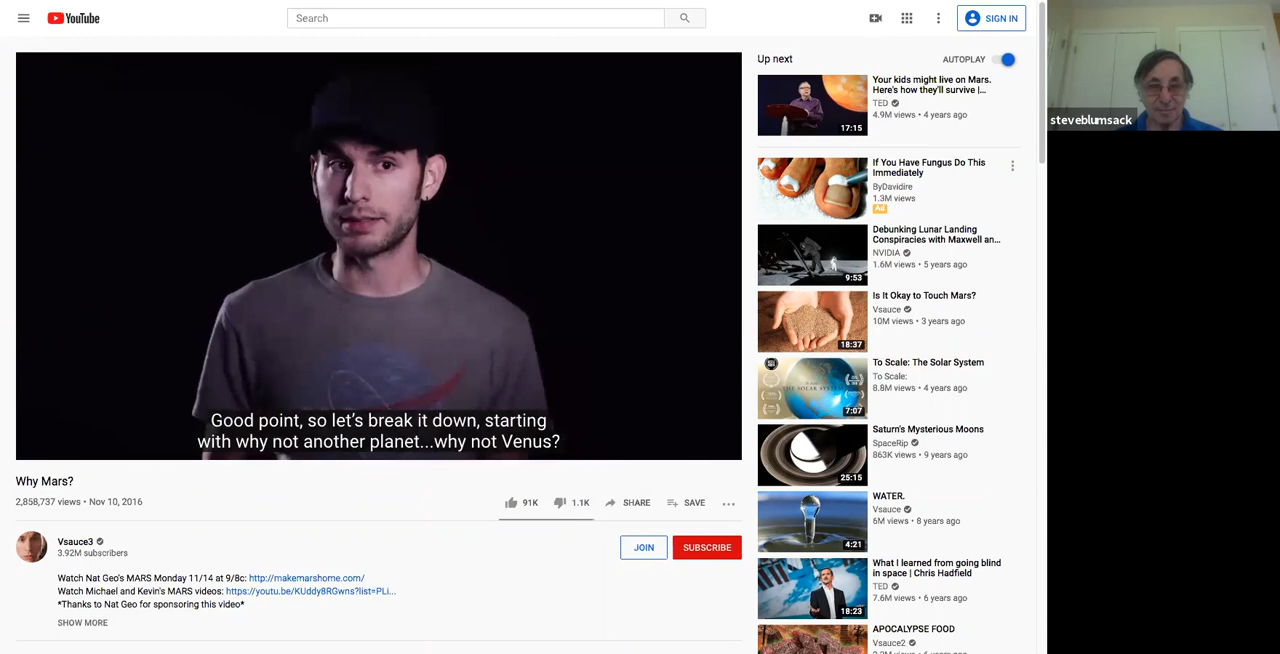 YouTube
Search
SIGN IN
Good point, so let's break it down, starting
with why not another planet...why not Venus?
Why Mars?
2,858,737 views • Nov 10, 2016
91K
1.1K
SHARE
SAVE
Vsauce3
3.92M subscribers
JOIN
SUBSCRIBE
Watch Nat Geo's MARS Monday 11/14 at 9/8c: http://makemarshome.com/
Watch Michael and Kevin's MARS videos: https://youtu.be/KUddy8RGwns?list=PLi...
*Thanks to Nat Geo for sponsoring this video*
SHOW MORE
Up next
AUTOPLAY
17:15
Your kids might live on Mars.
Here's how they'll survive |...
TED
4.9M views • 4 years ago
If You Have Fungus Do This
Immediately
ByDavidire
1.3M views
Ad
9:53
Debunking Lunar Landing
Conspiracies with Maxwell an...
NVIDIA
1.6M views • 5 years ago
18:37
Is It Okay to Touch Mars?
Vsauce
10M views • 3 years ago
THE SOLAR SYSTEM
7:07
To Scale: The Solar System
To Scale:
8.8M views • 4 years ago
25:15
Saturn's Mysterious Moons
SpaceRip
863K views • 9 years ago
4:21
WATER.
Vsauce
6M views • 8 years ago
18:23
What I learned from going blind
in space | Chris Hadfield
TED
7.6M views • 6 years ago
APOCALYPSE FOOD
Vsauce2
steveblumsack